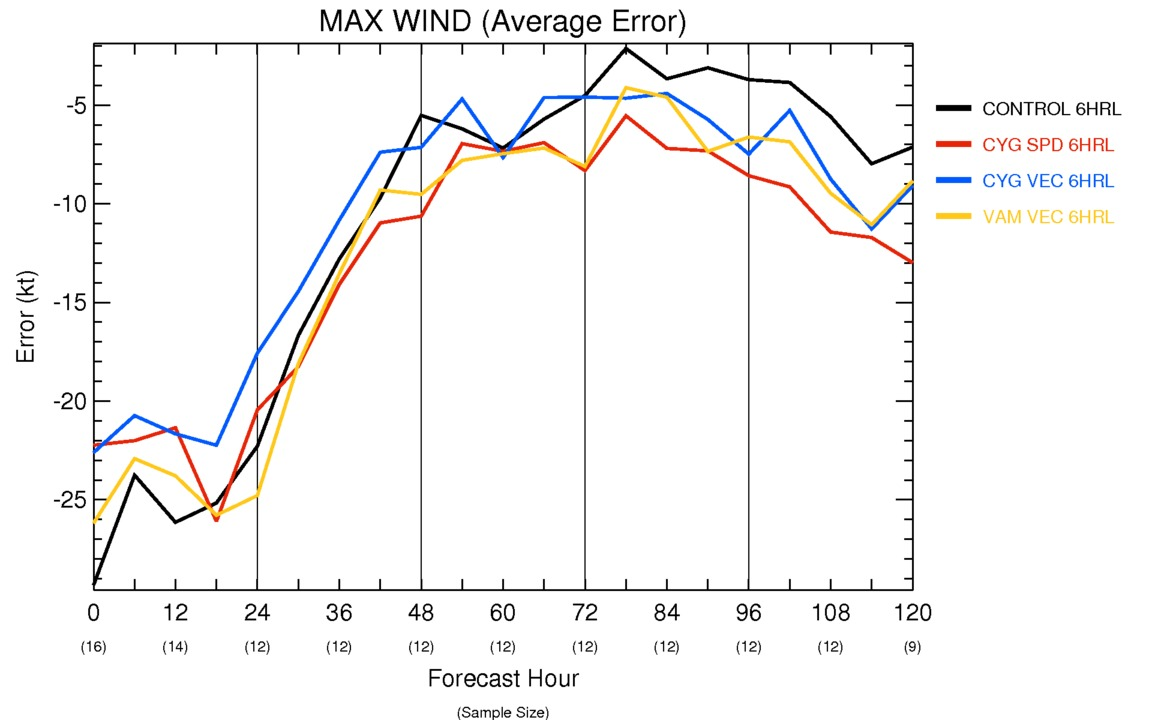 MAX WIND (Average Error)
CONTROL 6HRL
CYG SPD 6HRL
CYG VEC 6HRL
VAM VEC 6HRL
Error (kt)
-5
-10
-15
-20
-25
0 12 24 36 48 60 72 84 96 108 120
(16) (14) (12) (12) (12) (12) (12) (12) (12) (12) (9)
Forecast Hour
(Sample Size)